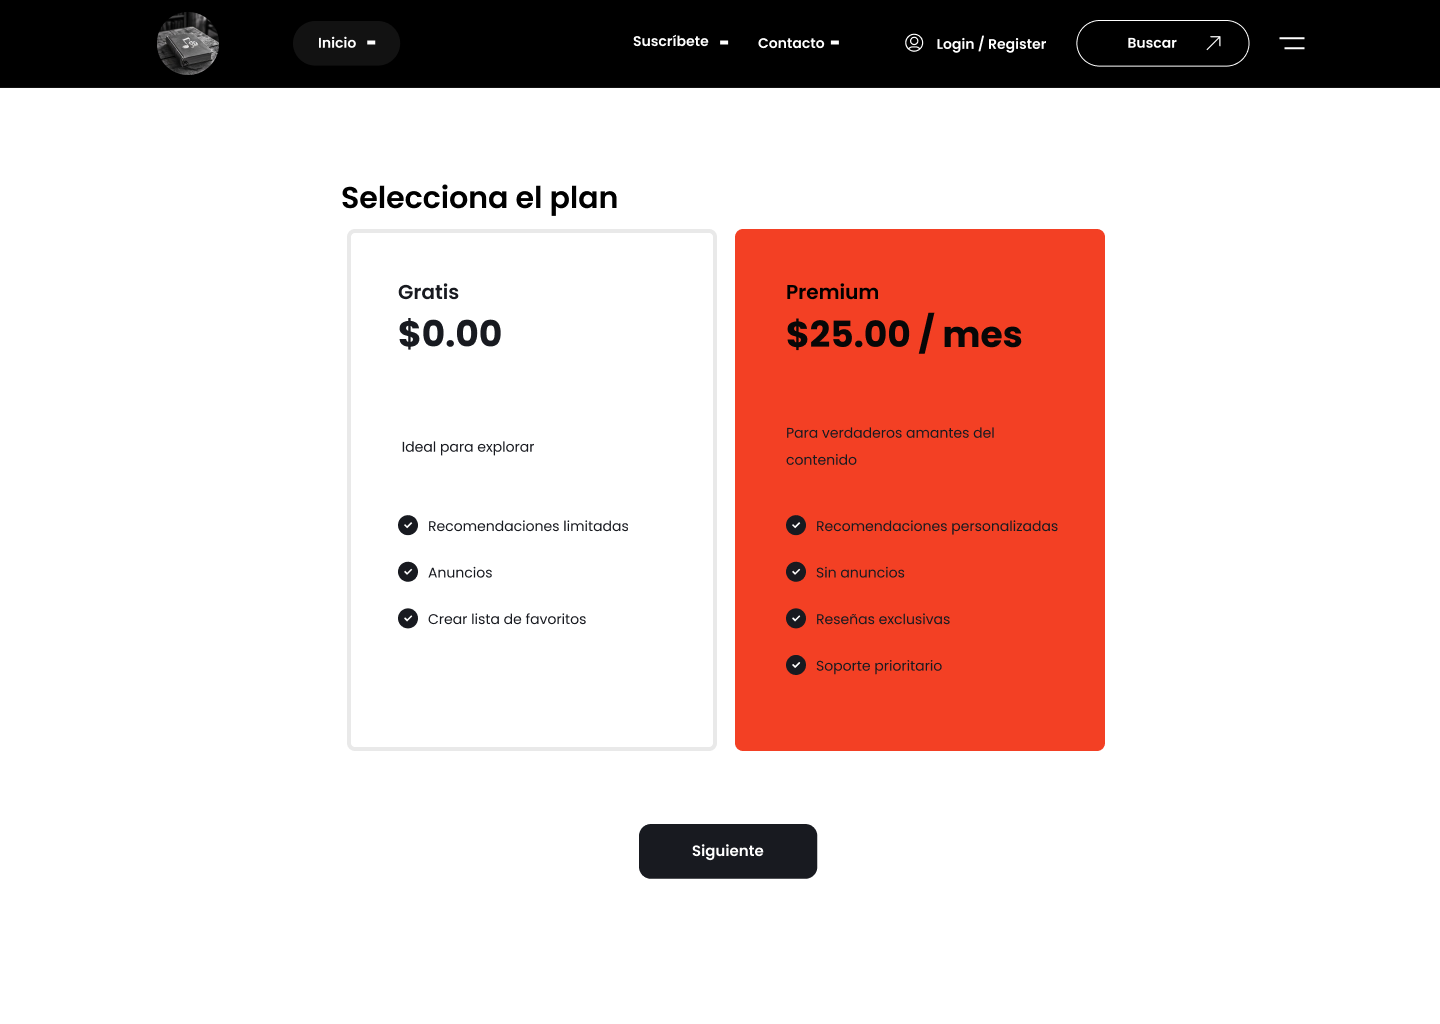 Inicio
Suscríbete
Contacto
Login / Register
Buscar
Selecciona el plan
Gratis
$0.00
Ideal para explorar
Recomendaciones limitadas
Anuncios
Crear lista de favoritos
Premium
$25.00 / mes
Para verdaderos amantes del
contenido
Recomendaciones personalizadas
Sin anuncios
Reseñas exclusivas
Soporte prioritario
Siguiente